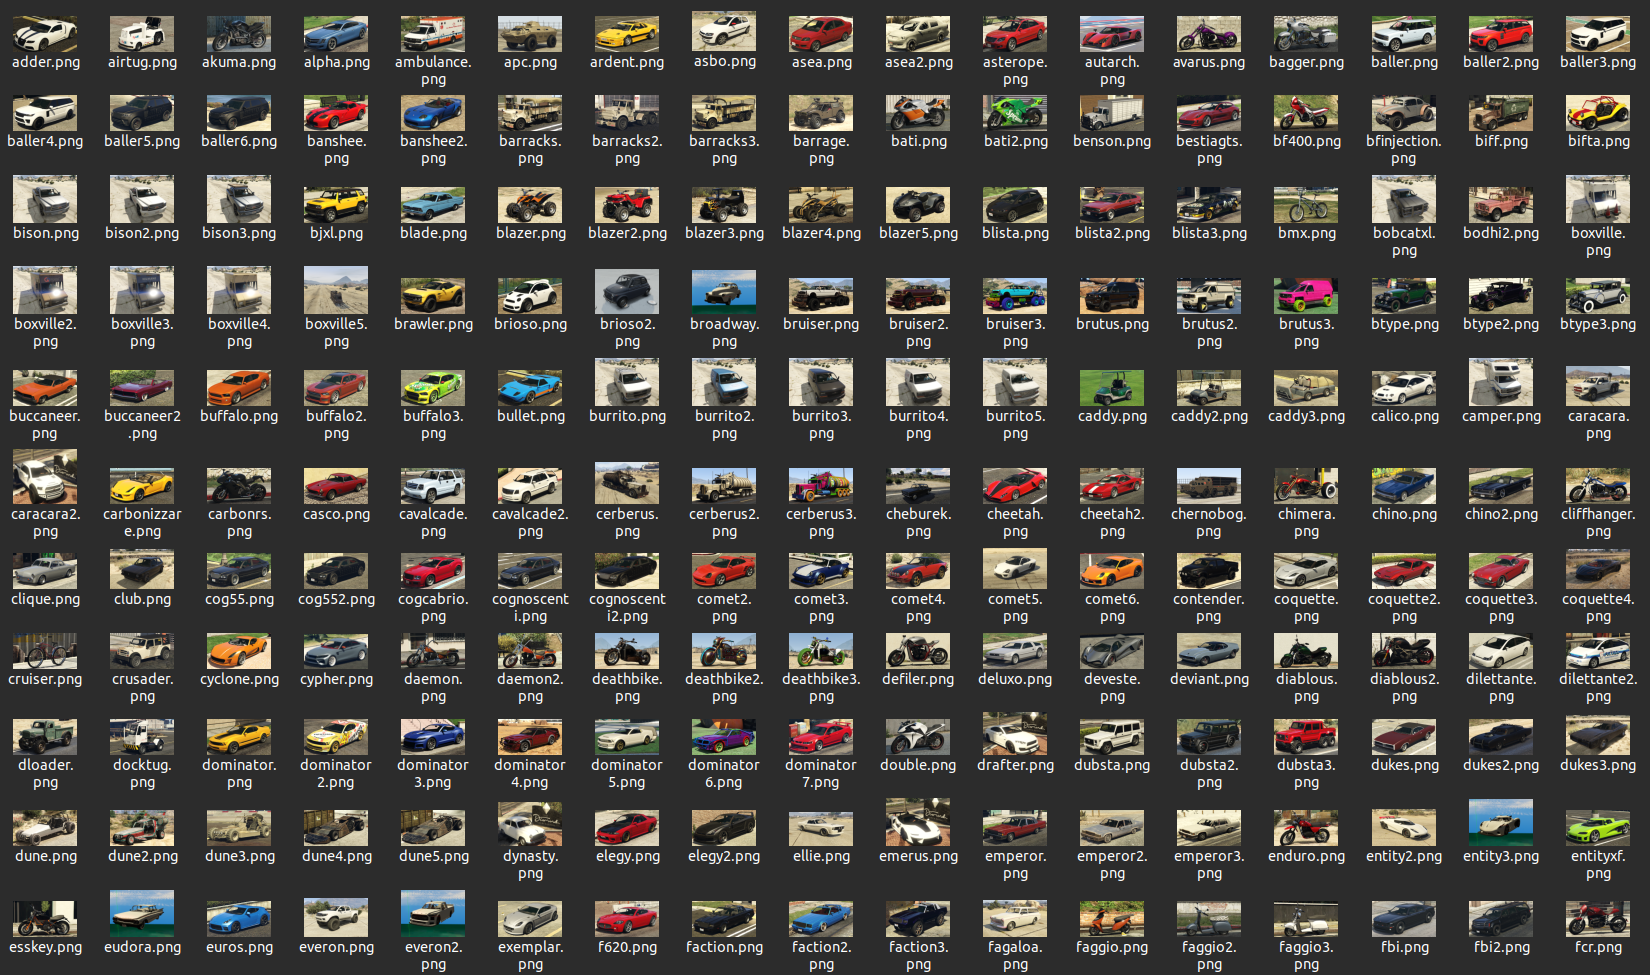 adder.png airtug.png akuma.png alpha.png ambulance. apc.png ardent.png asbo.png asea.png asea2.png asterope. autarch. avarus.png bagger.png baller.png baller2.png baller3.png
png png png
baller4.png baller5.png baller6.png banshee. banshee2. barracks. barracks2. barracks3. barrage. bati.png bati2.png benson.png bestiagts. bf400.png bfinjection. biff.png bifta.png
png png png png png png png png
bison.png bison2.png bison3.png bjxl.png blade.png blazer.png blazer2.png blazer3.png blazer4.png blazer5.png blista.png blista2.png blista3.png bmx.png bobcatxl. bodhi2.png boxville.
png png
boxville2. boxville3. boxville4. boxville5. brawler.png brioso.png brioso2. broadway. bruiser.png bruiser2. bruiser3. brutus.png brutus2. brutus3. btype.png btype2.png btype3.png
png png png png png png png png png png
buccaneer. buccaneer2 buffalo.png buffalo2. buffalo3. bullet.png burrito.png burrito2. burrito3. burrito4. burrito5. caddy.png caddy2.png caddy3.png calico.png camper.png caracara.
png .png png png png png png png png
caracara2. carbonizzar carbonrs. casco.png cavalcade. cavalcade2. cerberus. cerberus2. cerberus3. cheburek. cheetah. cheetah2. chernobog. chimera. chino.png chino2.png cliffhanger.
png e.png png png png png png png png png png png png png
clique.png club.png cog55.png cog552.png cogcabrio. cognoscent cognoscent comet2. comet3. comet4. comet5. comet6. contender. coquette. coquette2. coquette3. coquette4.
png i.png i2.png png png png png png png png png png png
cruiser.png crusader. cyclone.png cypher.png daemon. daemon2. deathbike. deathbike2. deathbike3. defiler.png deluxo.png deveste. deviant.png diablous. diablous2. dilettante. dilettante2.
png png png png png png png png png png png
dloader. docktug. dominator. dominator dominator dominator dominator dominator dominator double.png drafter.png dubsta.png dubsta2. dubsta3. dukes.png dukes2.png dukes3.png
png png png 2.png 3.png 4.png 5.png 6.png 7.png png png
dune.png dune2.png dune3.png dune4.png dune5.png dynasty. elegy.png elegy2.png ellie.png emerus.png emperor. emperor2. emperor3. enduro.png entity2.png entity3.png entityxf.
png png png png png
esskey.png eudora.png euros.png everon.png everon2. exemplar. f620.png faction.png faction2. faction3. fagaloa. faggio.png faggio2. faggio3. fbi.png fbi2.png fcr.png
png png png png png png png